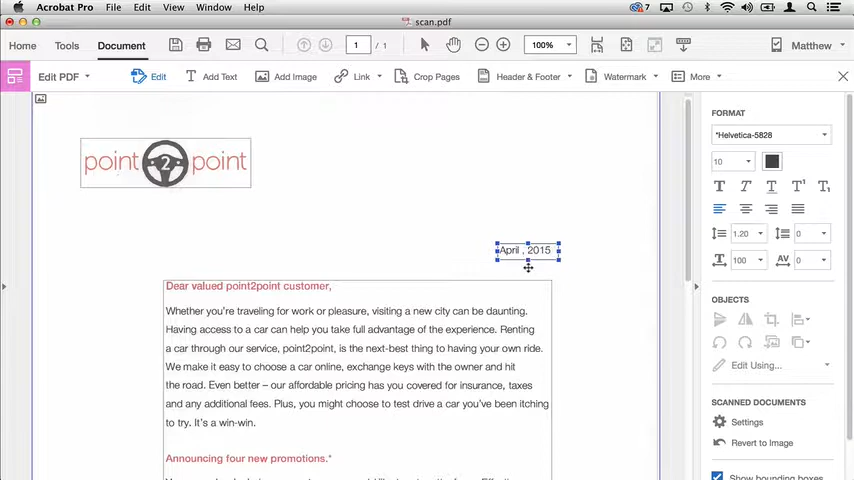 Acrobat Pro File Edit View Window Help
7
scan.pdf
Home Tools Document 1 / 1 100% Matthew
Edit PDF Edit Add Text Add Image Link Crop Pages Header & Footer Watermark More
point 2 point
April , 2015
Dear valued point2point customer,
Whether you're traveling for work or pleasure, visiting a new city can be daunting.
Having access to a car can help you take full advantage of the experience. Renting
a car through our service, point2point, is the next-best thing to having your own ride.
We make it easy to choose a car online, exchange keys with the owner and hit
the road. Even better – our affordable pricing has you covered for insurance, taxes
and any additional fees. Plus, you might choose to test drive a car you've been itching
to try. It's a win-win.
Announcing four new promotions.*
FORMAT
*Helvetica-5828
10
T T T T¹ T₁
1.20 0
100 AV 0
OBJECTS
Edit Using...
SCANNED DOCUMENTS
Settings
Revert to Image
Show bounding boxes